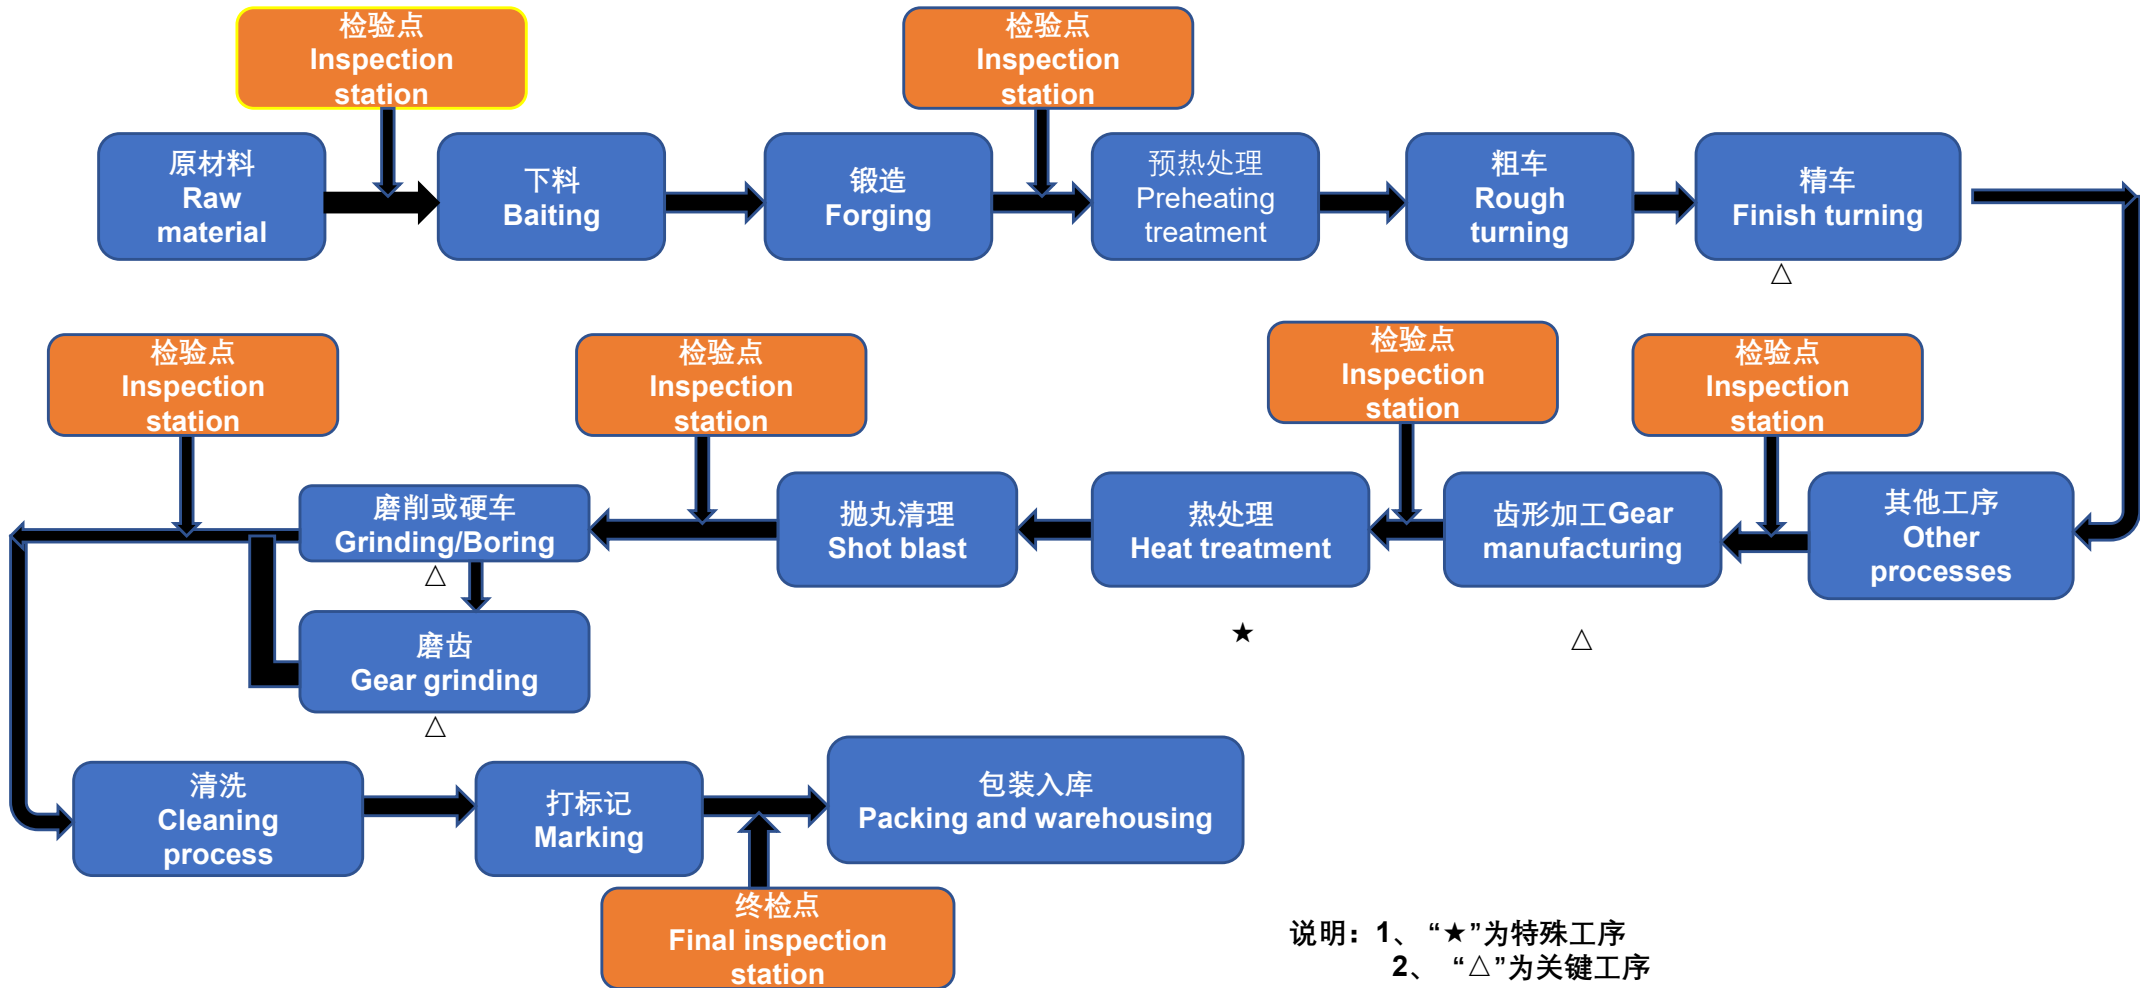 检验点
Inspection
station
检验点
Inspection
station
原材料
Raw
material
下料
Baiting
锻造
Forging
预热处理
Preheating
treatment
粗车
Rough
turning
精车
Finish turning
△
检验点
Inspection
station
检验点
Inspection
station
检验点
Inspection
station
检验点
Inspection
station
磨削或硬车
Grinding/Boring
△
抛丸清理
Shot blast
热处理
Heat treatment
★
齿形加工Gear
manufacturing
△
其他工序
Other
processes
磨齿
Gear grinding
△
清洗
Cleaning
process
打标记
Marking
包装入库
Packing and warehousing
终检点
Final inspection
station
说明：1、 “★”为特殊工序
2、 “△”为关键工序